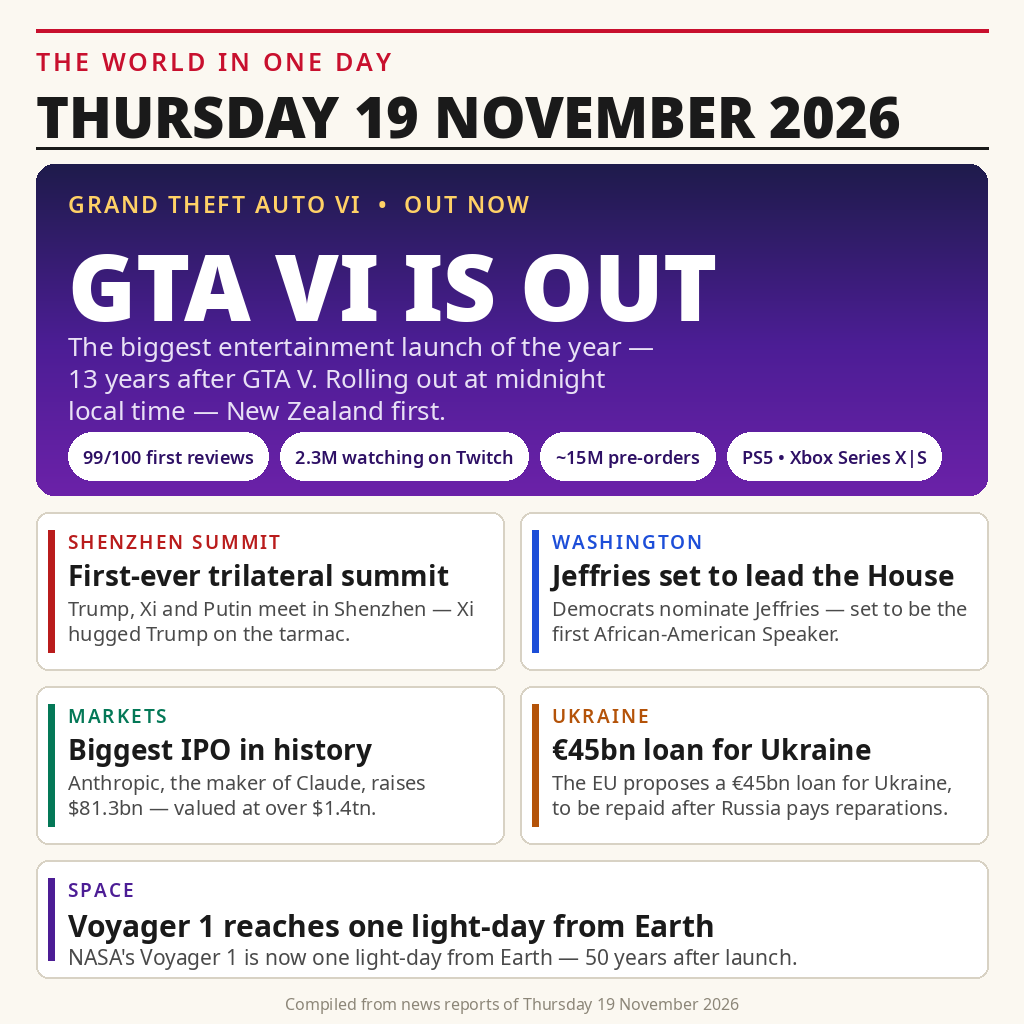 THE WORLD IN ONE DAY
THURSDAY 19 NOVEMBER 2026
GRAND THEFT AUTO VI • OUT NOW
GTA VI IS OUT
The biggest entertainment launch of the year —
13 years after GTA V. Rolling out at midnight
local time — New Zealand first.
99/100 first reviews
2.3M watching on Twitch
~15M pre-orders
PS5 • Xbox Series X|S
SHENZHEN SUMMIT
First-ever trilateral summit
Trump, Xi and Putin meet in Shenzhen — Xi
hugged Trump on the tarmac.
WASHINGTON
Jeffries set to lead the House
Democrats nominate Jeffries — set to be the
first African-American Speaker.
MARKETS
Biggest IPO in history
Anthropic, the maker of Claude, raises
$81.3bn — valued at over $1.4tn.
UKRAINE
€45bn loan for Ukraine
The EU proposes a €45bn loan for Ukraine,
to be repaid after Russia pays reparations.
SPACE
Voyager 1 reaches one light-day from Earth
NASA's Voyager 1 is now one light-day from Earth — 50 years after launch.
Compiled from news reports of Thursday 19 November 2026